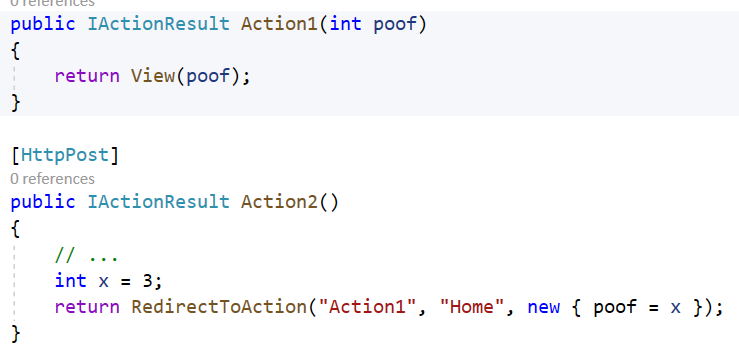 0 references
public IActionResult Action1(int poof)
{
    return View(poof);
}
[HttpPost]
0 references
public IActionResult Action2()
{
    // ...
    int x = 3;
    return RedirectToAction("Action1", "Home", new { poof = x });
}